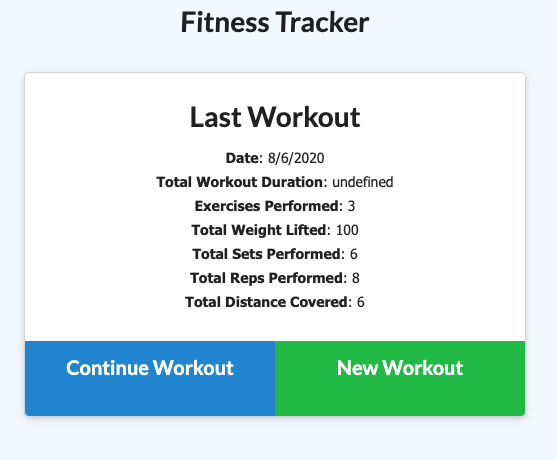 Fitness Tracker
Last Workout
Date: 8/6/2020
Total Workout Duration: undefined
Exercises Performed: 3
Total Weight Lifted: 100
Total Sets Performed: 6
Total Reps Performed: 8
Total Distance Covered: 6
Continue Workout
New Workout